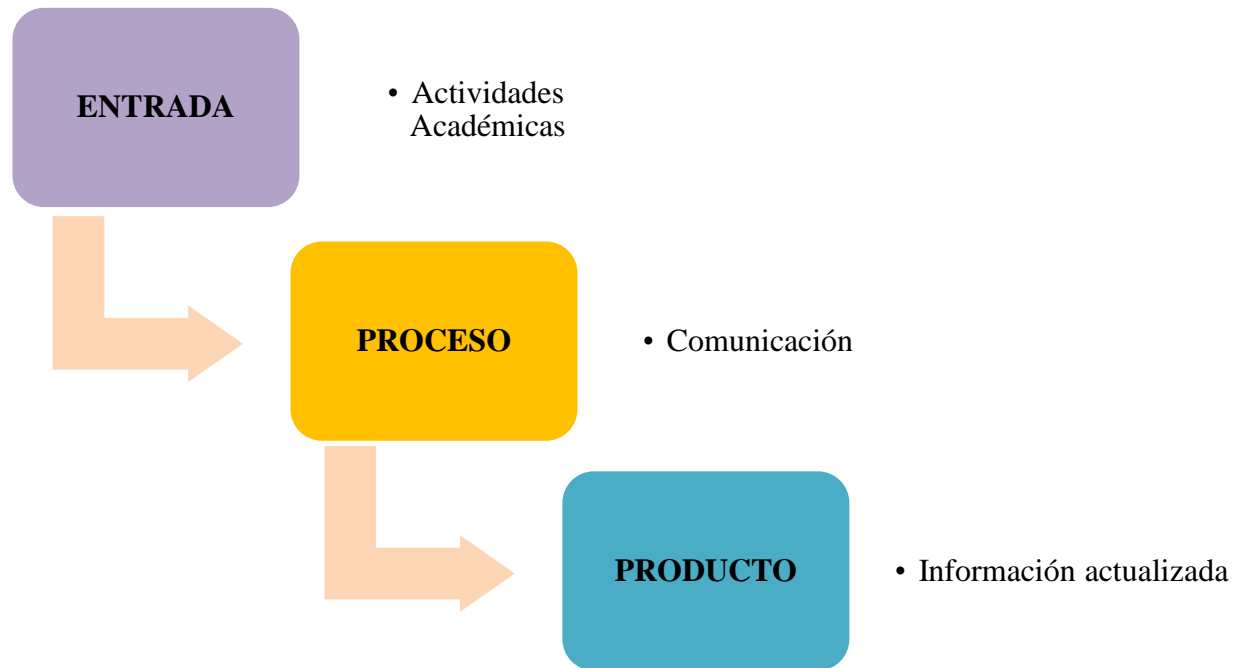 ENTRADA
• Actividades
Académicas
PROCESO
• Comunicación
PRODUCTO
• Información actualizada